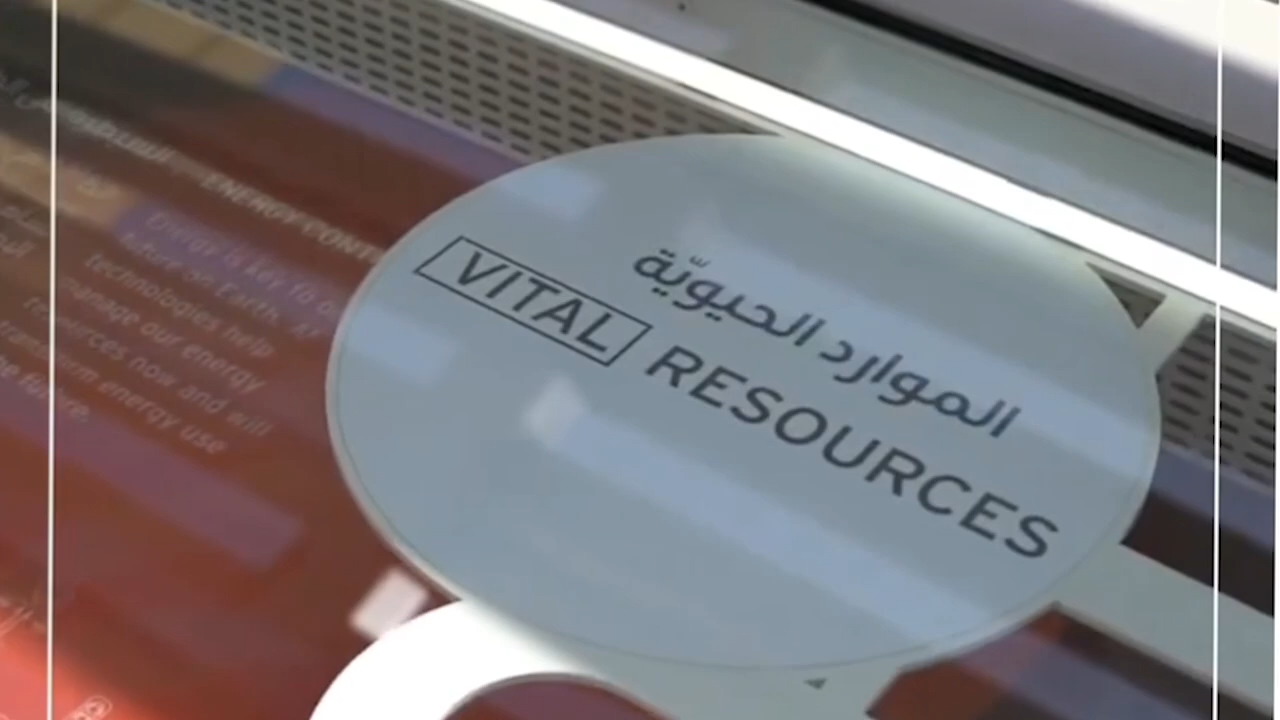 الموارد الحيويّة
VITAL RESOURCES
ENERGY CONT
Energy is key to o
future on Earth.
technologies help
manage our energy
resources now and will
transform energy use
he future.